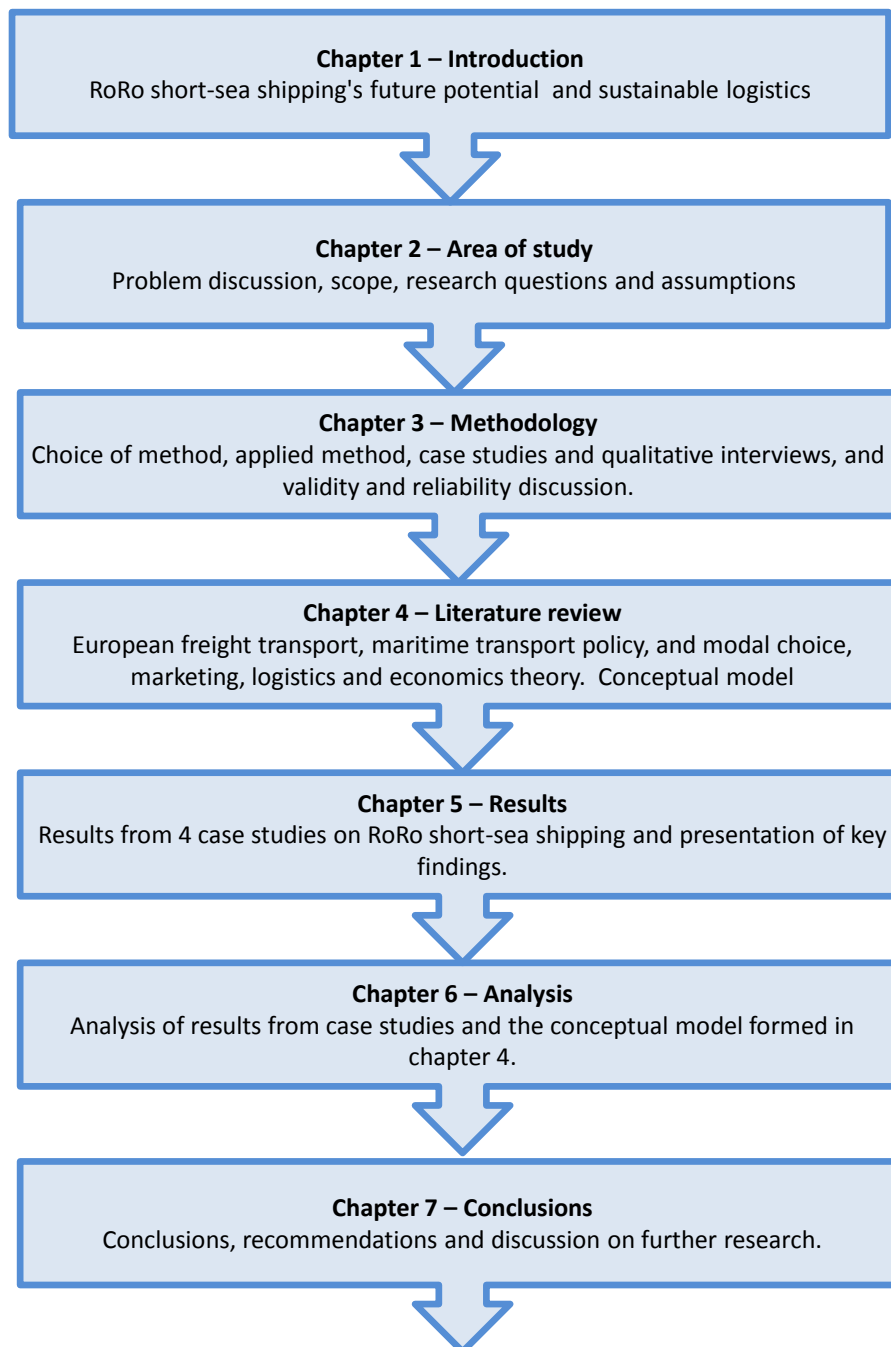 Chapter 1 – Introduction
RoRo short-sea shipping's future potential  and sustainable logistics
Chapter 2 – Area of study
Problem discussion, scope, research questions and assumptions
Chapter 3 – Methodology
Choice of method, applied method, case studies and qualitative interviews, and
validity and reliability discussion.
Chapter 4 – Literature review
European freight transport, maritime transport policy, and modal choice,
marketing, logistics and economics theory.  Conceptual model
Chapter 5 – Results
Results from 4 case studies on RoRo short-sea shipping and presentation of key
findings.
Chapter 6 – Analysis
Analysis of results from case studies and the conceptual model formed in
chapter 4.
Chapter 7 – Conclusions
Conclusions, recommendations and discussion on further research.